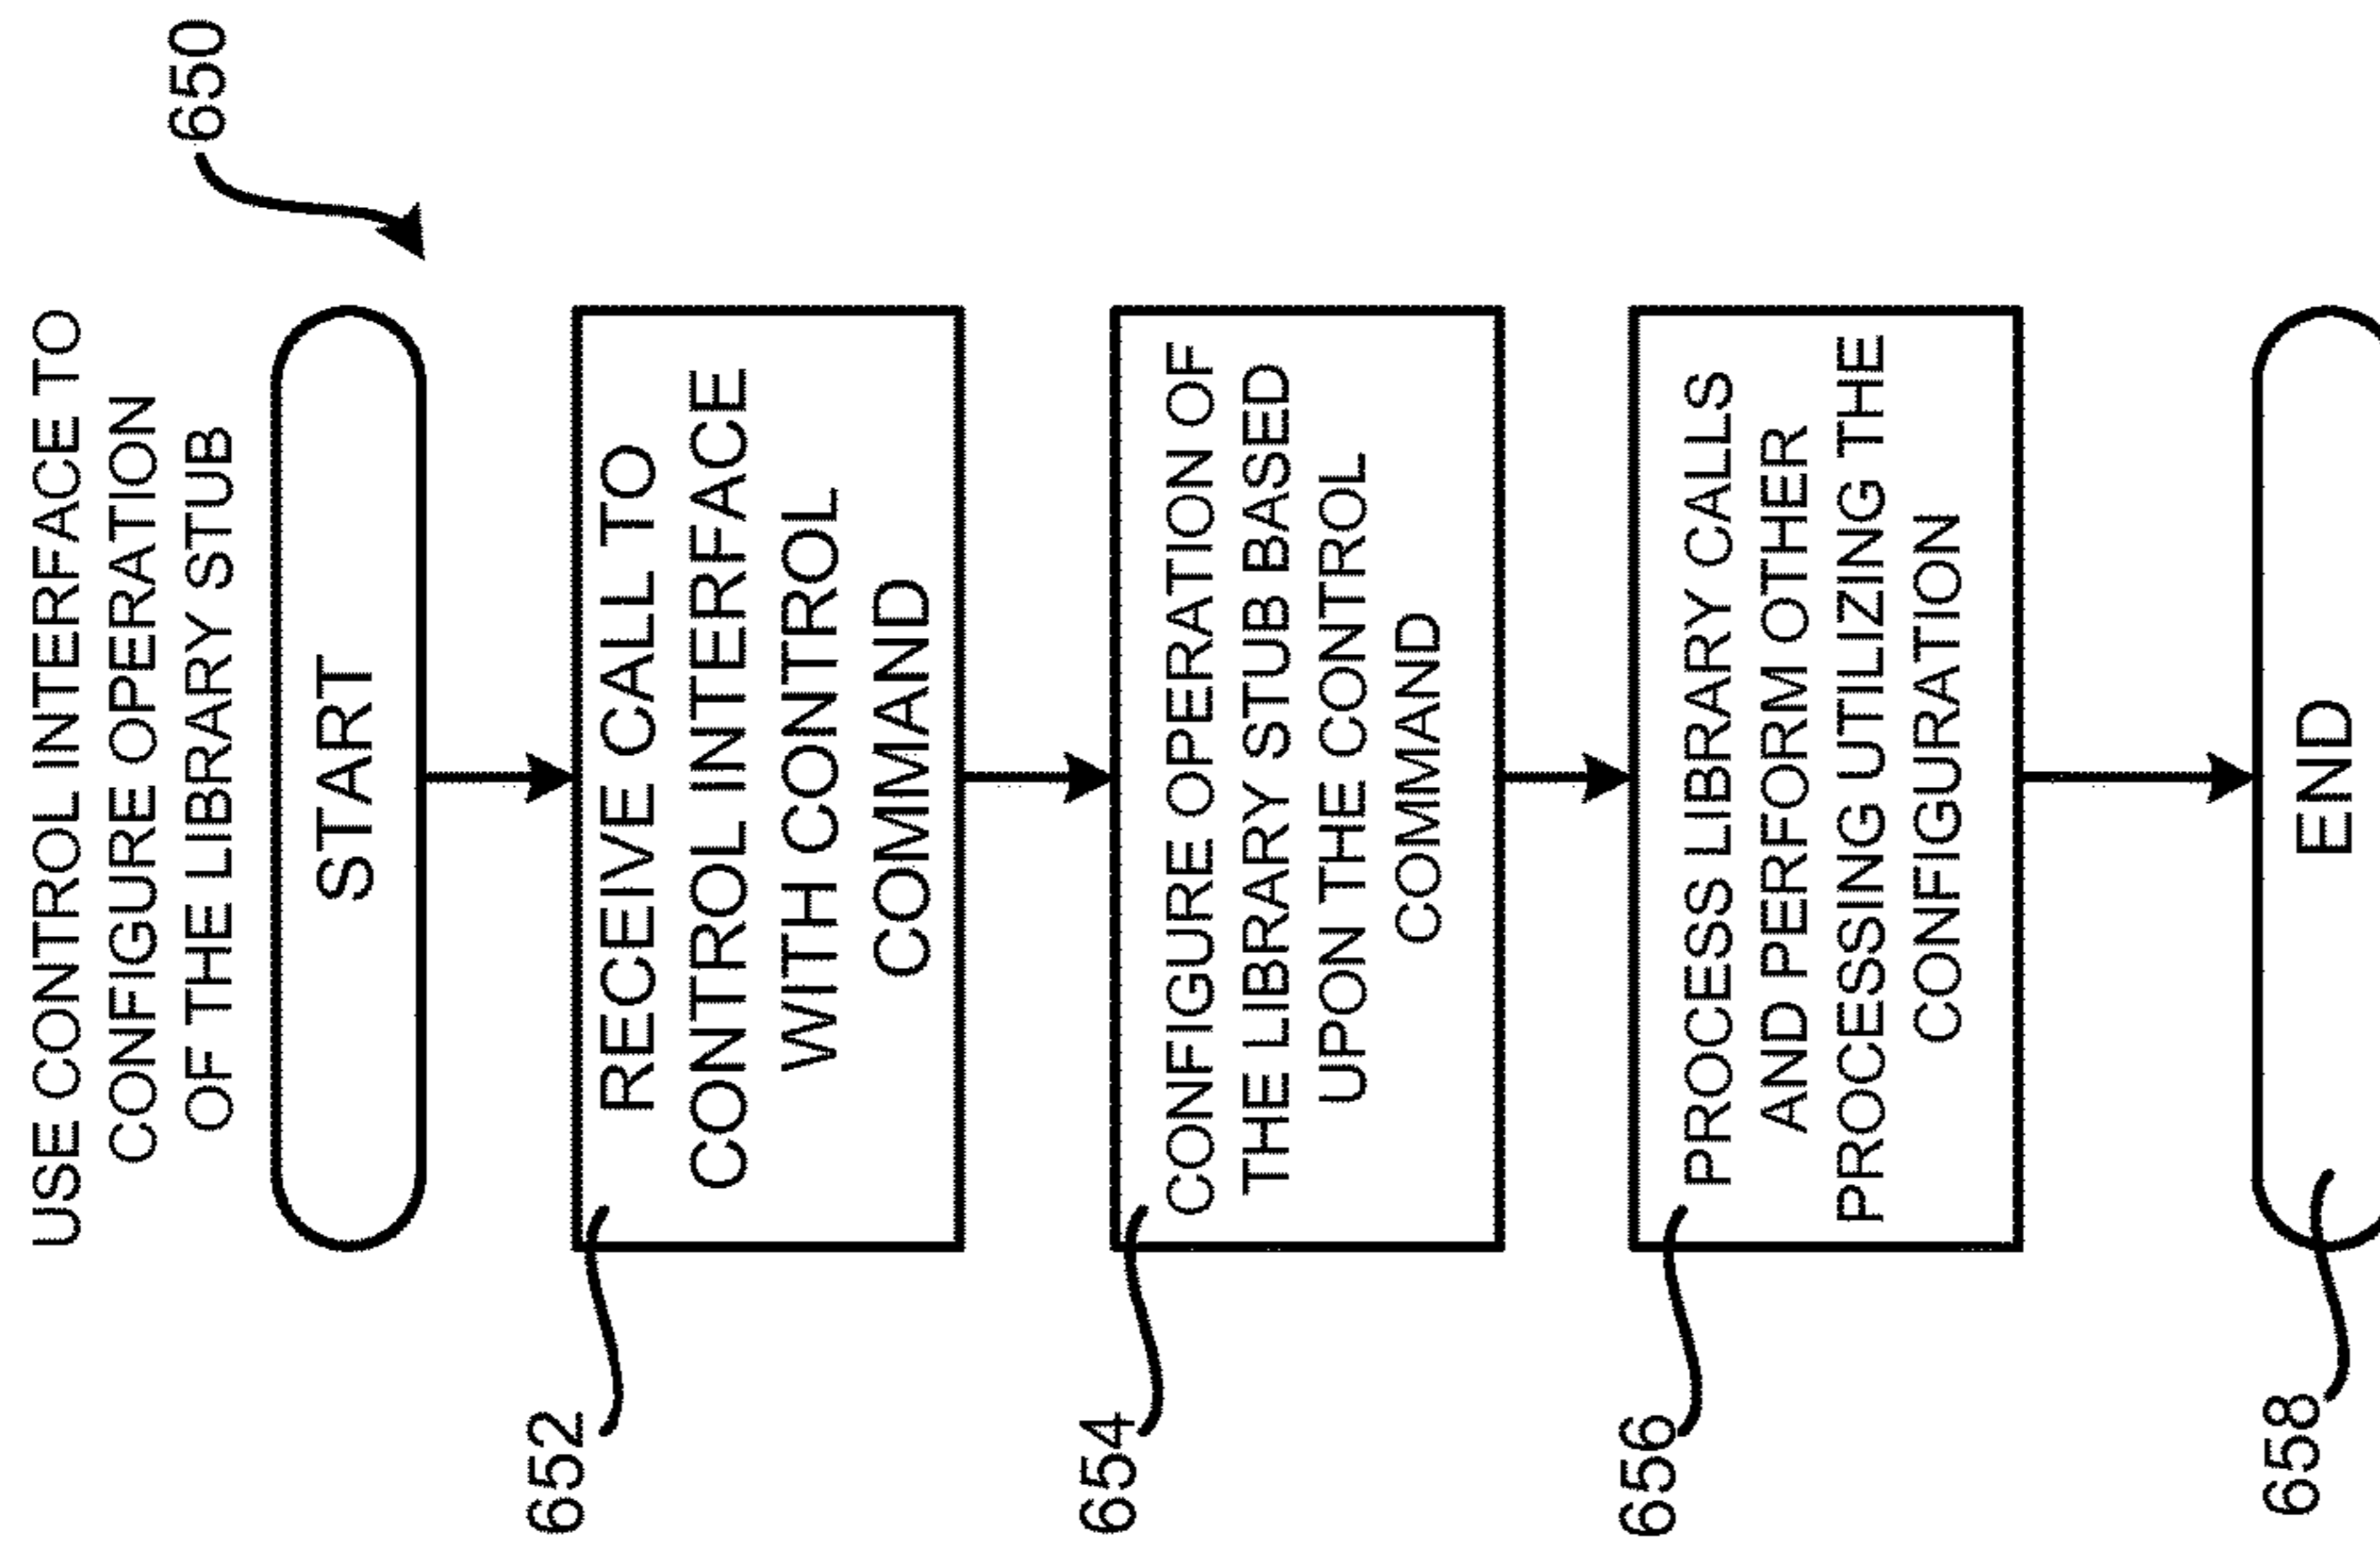 USE CONTROL INTERFACE TO
CONFIGURE OPERATION
OF THE LIBRARY STUB
650
START
652
RECEIVE CALL TO
CONTROL INTERFACE
WITH CONTROL
COMMAND
654
CONFIGURE OPERATION OF
THE LIBRARY STUB BASED
UPON THE CONTROL
COMMAND
656
PROCESS LIBRARY CALLS
AND PERFORM OTHER
PROCESSING UTILIZING THE
CONFIGURATION
658
END